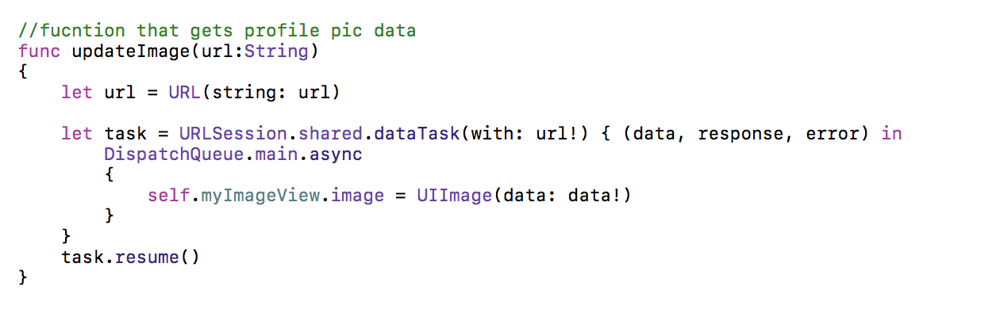 //fucntion that gets profile pic data
func updateImage(url:String)
{
    let url = URL(string: url)
    let task = URLSession.shared.dataTask(with: url!) { (data, response, error) in
        DispatchQueue.main.async
        {
            self.myImageView.image = UIImage(data: data!)
        }
    }
    task.resume()
}